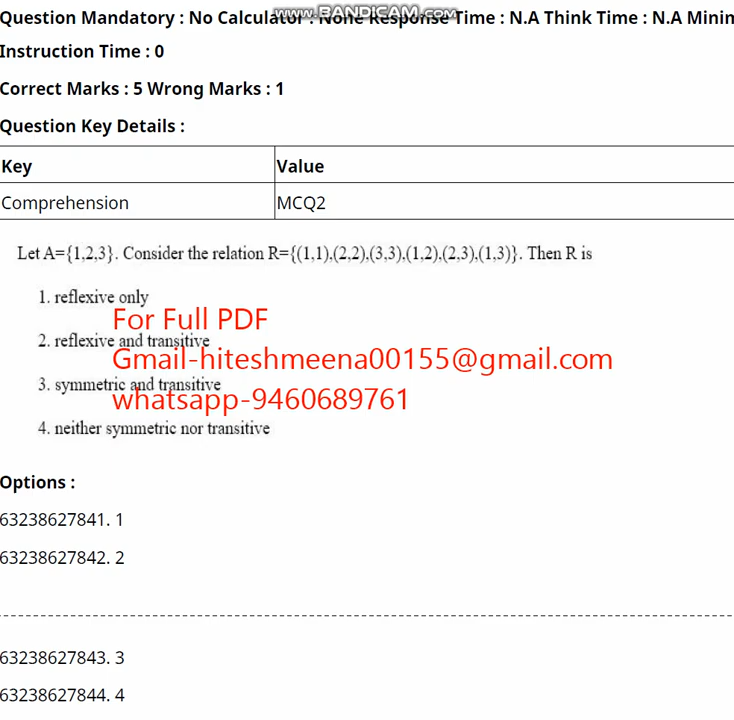 Question Mandatory : No Calculator : None Response Time : N.A Think Time : N.A Minim
www.BANDICAM.com
Instruction Time : 0
Correct Marks : 5 Wrong Marks : 1
Question Key Details :
Key Value
Comprehension MCQ2
Let A={1,2,3}. Consider the relation R={(1,1),(2,2),(3,3),(1,2),(2,3),(1,3)}. Then R is
1. reflexive only
For Full PDF
2. reflexive and transitive
Gmail-hiteshmeena00155@gmail.com
3. symmetric and transitive
whatsapp-9460689761
4. neither symmetric nor transitive
Options :
63238627841. 1
63238627842. 2
63238627843. 3
63238627844. 4